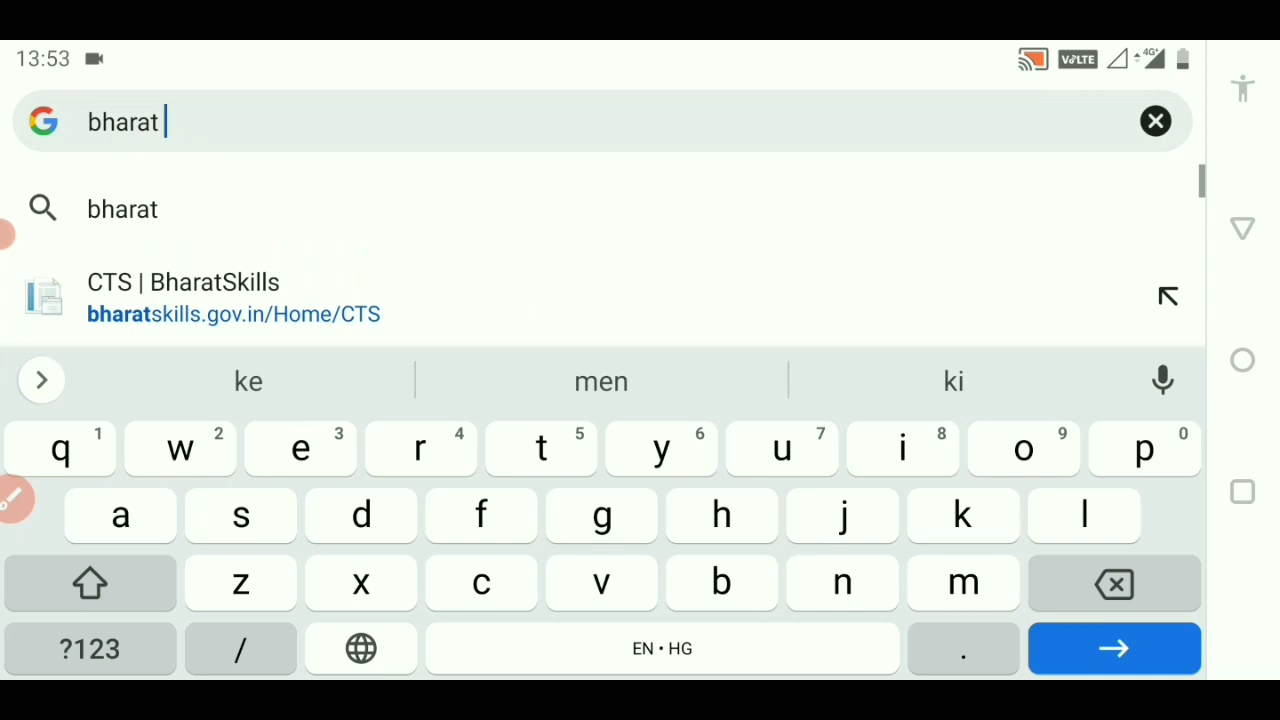 13:53
VoLTE 4G+
bharat
bharat
CTS | BharatSkills
bharatskills.gov.in/Home/CTS
ke men ki
q 1 w 2 e 3 r 4 t 5 y 6 u 7 i 8 o 9 p 0
a s d f g h j k l
z x c v b n m
?123 / EN • HG .